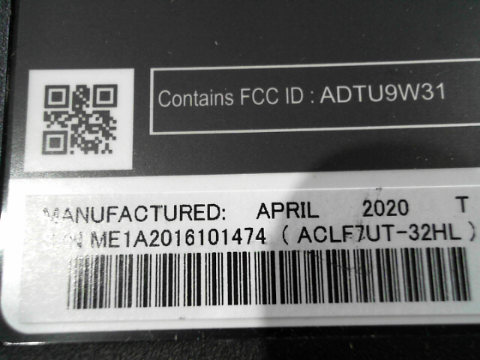 Contains FCC ID : ADTU9W31
MANUFACTURED: APRIL 2020 T
S/N ME1A2016101474 ( ACLF7UT-32HL )